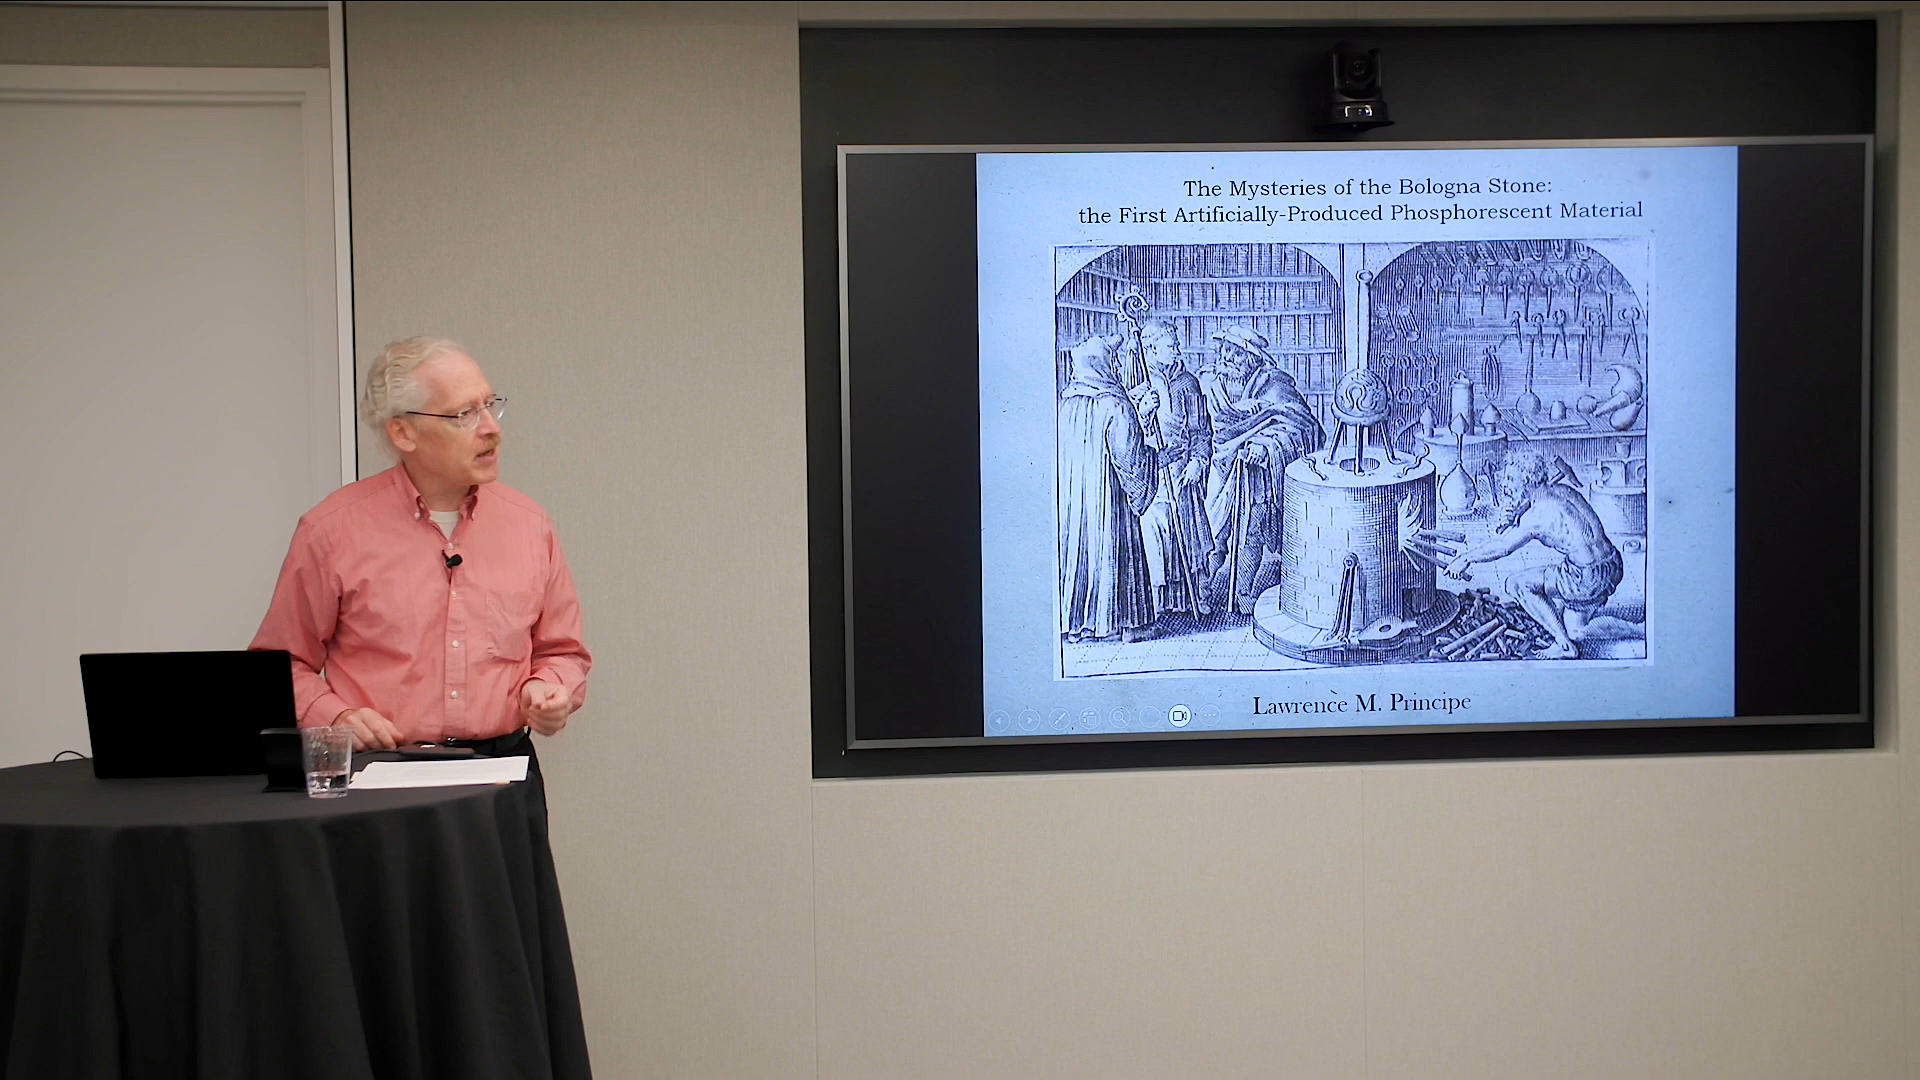 The Mysteries of the Bologna Stone:
the First Artificially-Produced Phosphorescent Material
Lawrence M. Principe